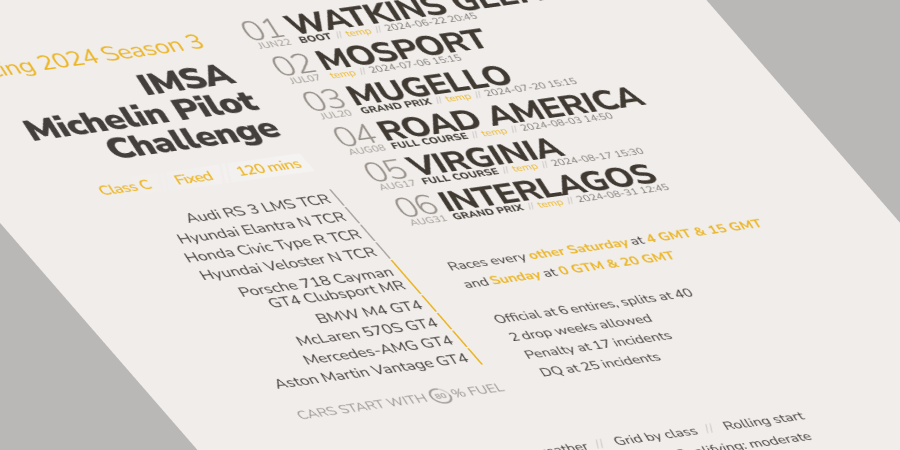 ing 2024 Season 3
IMSA
Michelin Pilot
Challenge
Class C Fixed 120 mins
Audi RS 3 LMS TCR
Hyundai Elantra N TCR
Honda Civic Type R TCR
Hyundai Veloster N TCR
Porsche 718 Cayman
GT4 Clubsport MR
BMW M4 GT4
McLaren 570S GT4
Mercedes-AMG GT4
Aston Martin Vantage GT4
CARS START WITH 80 % FUEL
01 WATKINS GLEN
JUN22 BOOT // temp // 2024-06-22 20:45
02 MOSPORT
JUL07 temp // 2024-07-06 15:15
03 MUGELLO
JUL20 GRAND PRIX // temp // 2024-07-20 15:15
04 ROAD AMERICA
AUG08 FULL COURSE // temp // 2024-08-03 14:50
05 VIRGINIA
AUG17 FULL COURSE // temp // 2024-08-17 15:30
06 INTERLAGOS
AUG31 GRAND PRIX // temp // 2024-08-31 12:45
Races every other Saturday at 4 GMT & 15 GMT
and Sunday at 0 GTM & 20 GMT
Official at 6 entires, splits at 40
2 drop weeks allowed
Penalty at 17 incidents
DQ at 25 incidents
eather // Grid by class // Rolling start
alifying: moderate